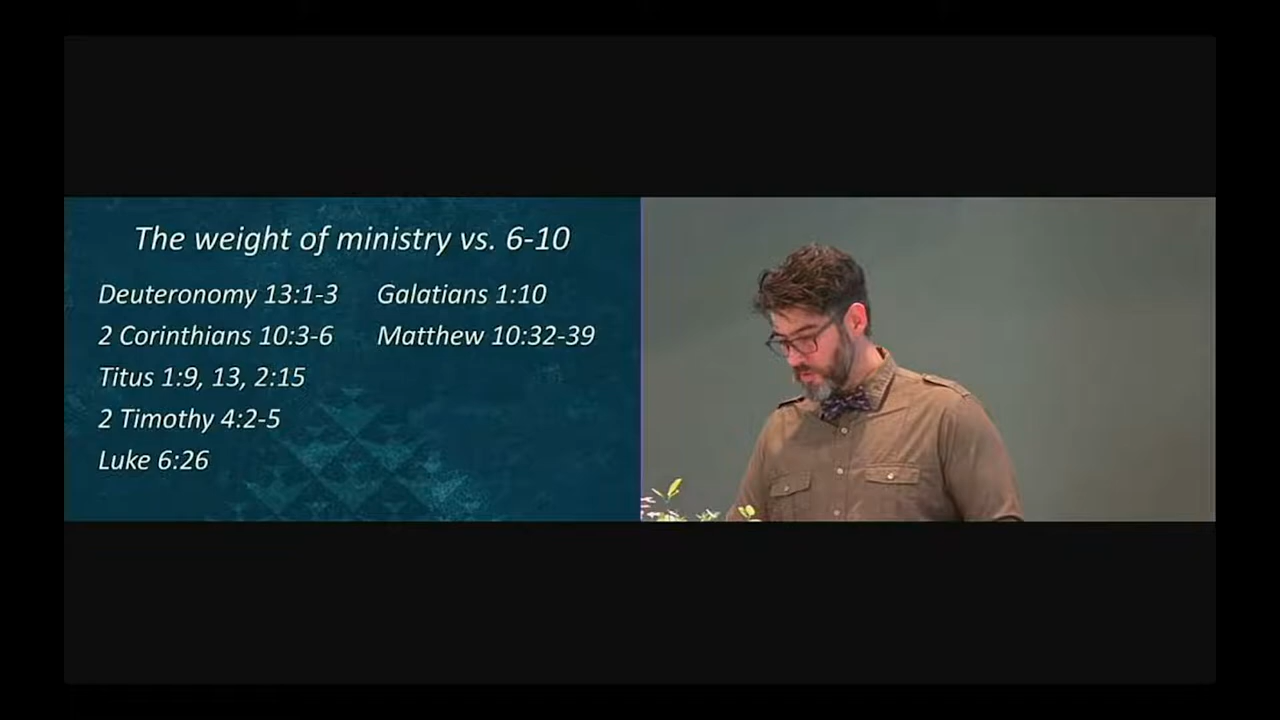 The weight of ministry vs. 6-10
Deuteronomy 13:1-3
2 Corinthians 10:3-6
Titus 1:9, 13, 2:15
2 Timothy 4:2-5
Luke 6:26
Galatians 1:10
Matthew 10:32-39